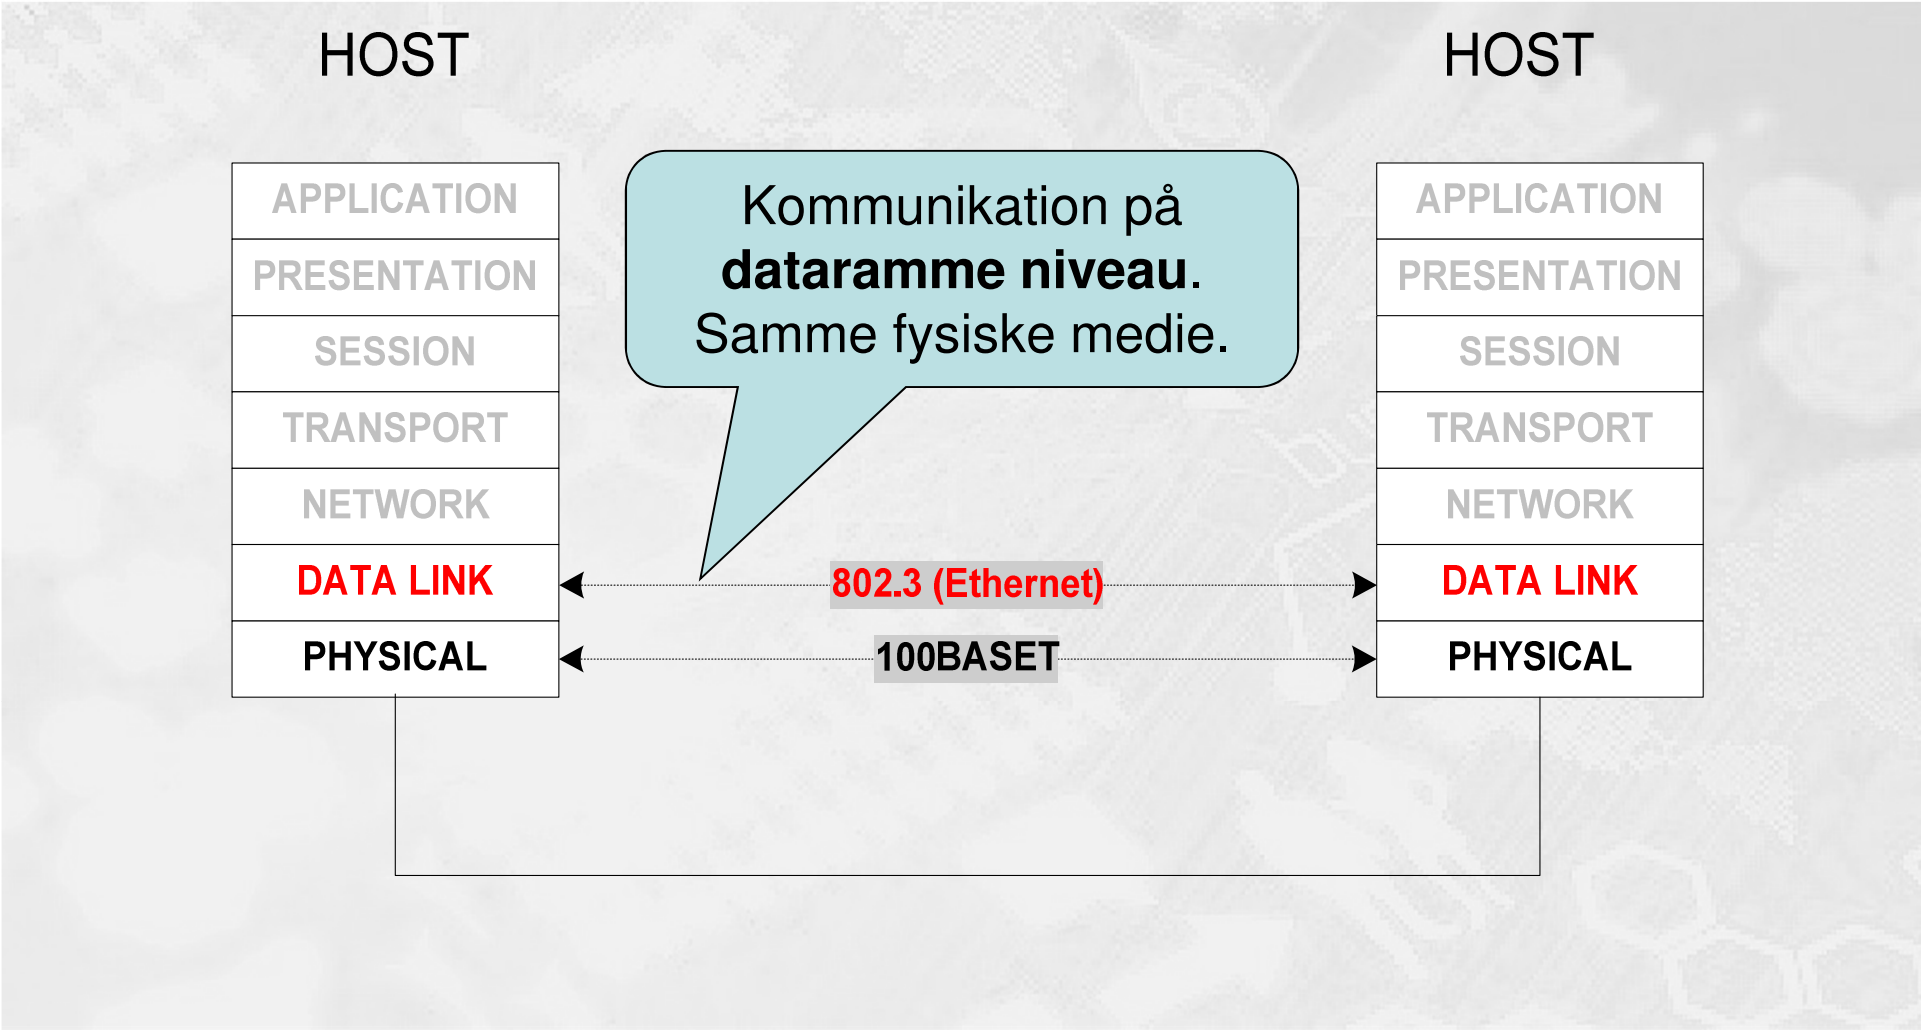 HOST
HOST
APPLICATION
PRESENTATION
SESSION
TRANSPORT
NETWORK
DATA LINK
PHYSICAL
Kommunikation på
dataramme niveau.
Samme fysiske medie.
802.3 (Ethernet)
100BASET
APPLICATION
PRESENTATION
SESSION
TRANSPORT
NETWORK
DATA LINK
PHYSICAL